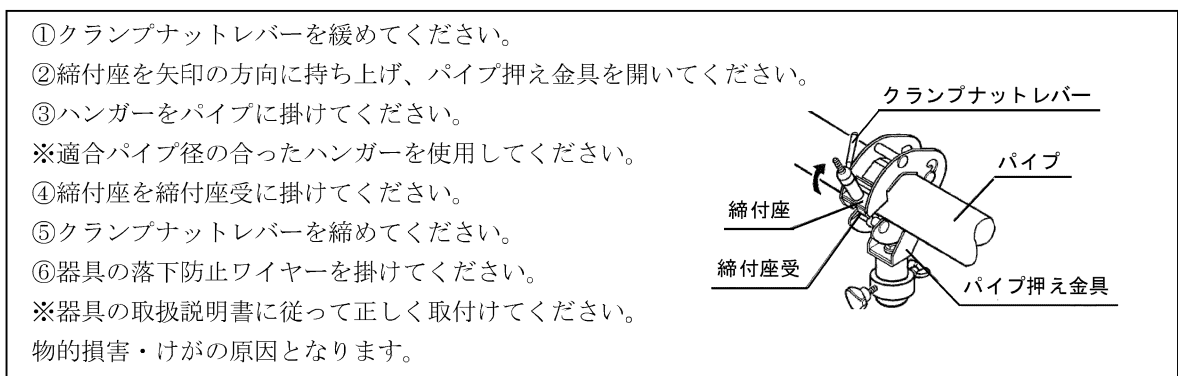 ①クランプナットレバーを緩めてください。
②締付座を矢印の方向に持ち上げ、パイプ押え金具を開いてください。
③ハンガーをパイプに掛けてください。
※適合パイプ径の合ったハンガーを使用してください。
④締付座を締付座受に掛けてください。
⑤クランプナットレバーを締めてください。
⑥器具の落下防止ワイヤーを掛けてください。
※器具の取扱説明書に従って正しく取付けてください。
物的損害・けがの原因となります。
クランプナットレバー
パイプ
締付座
締付座受
パイプ押え金具